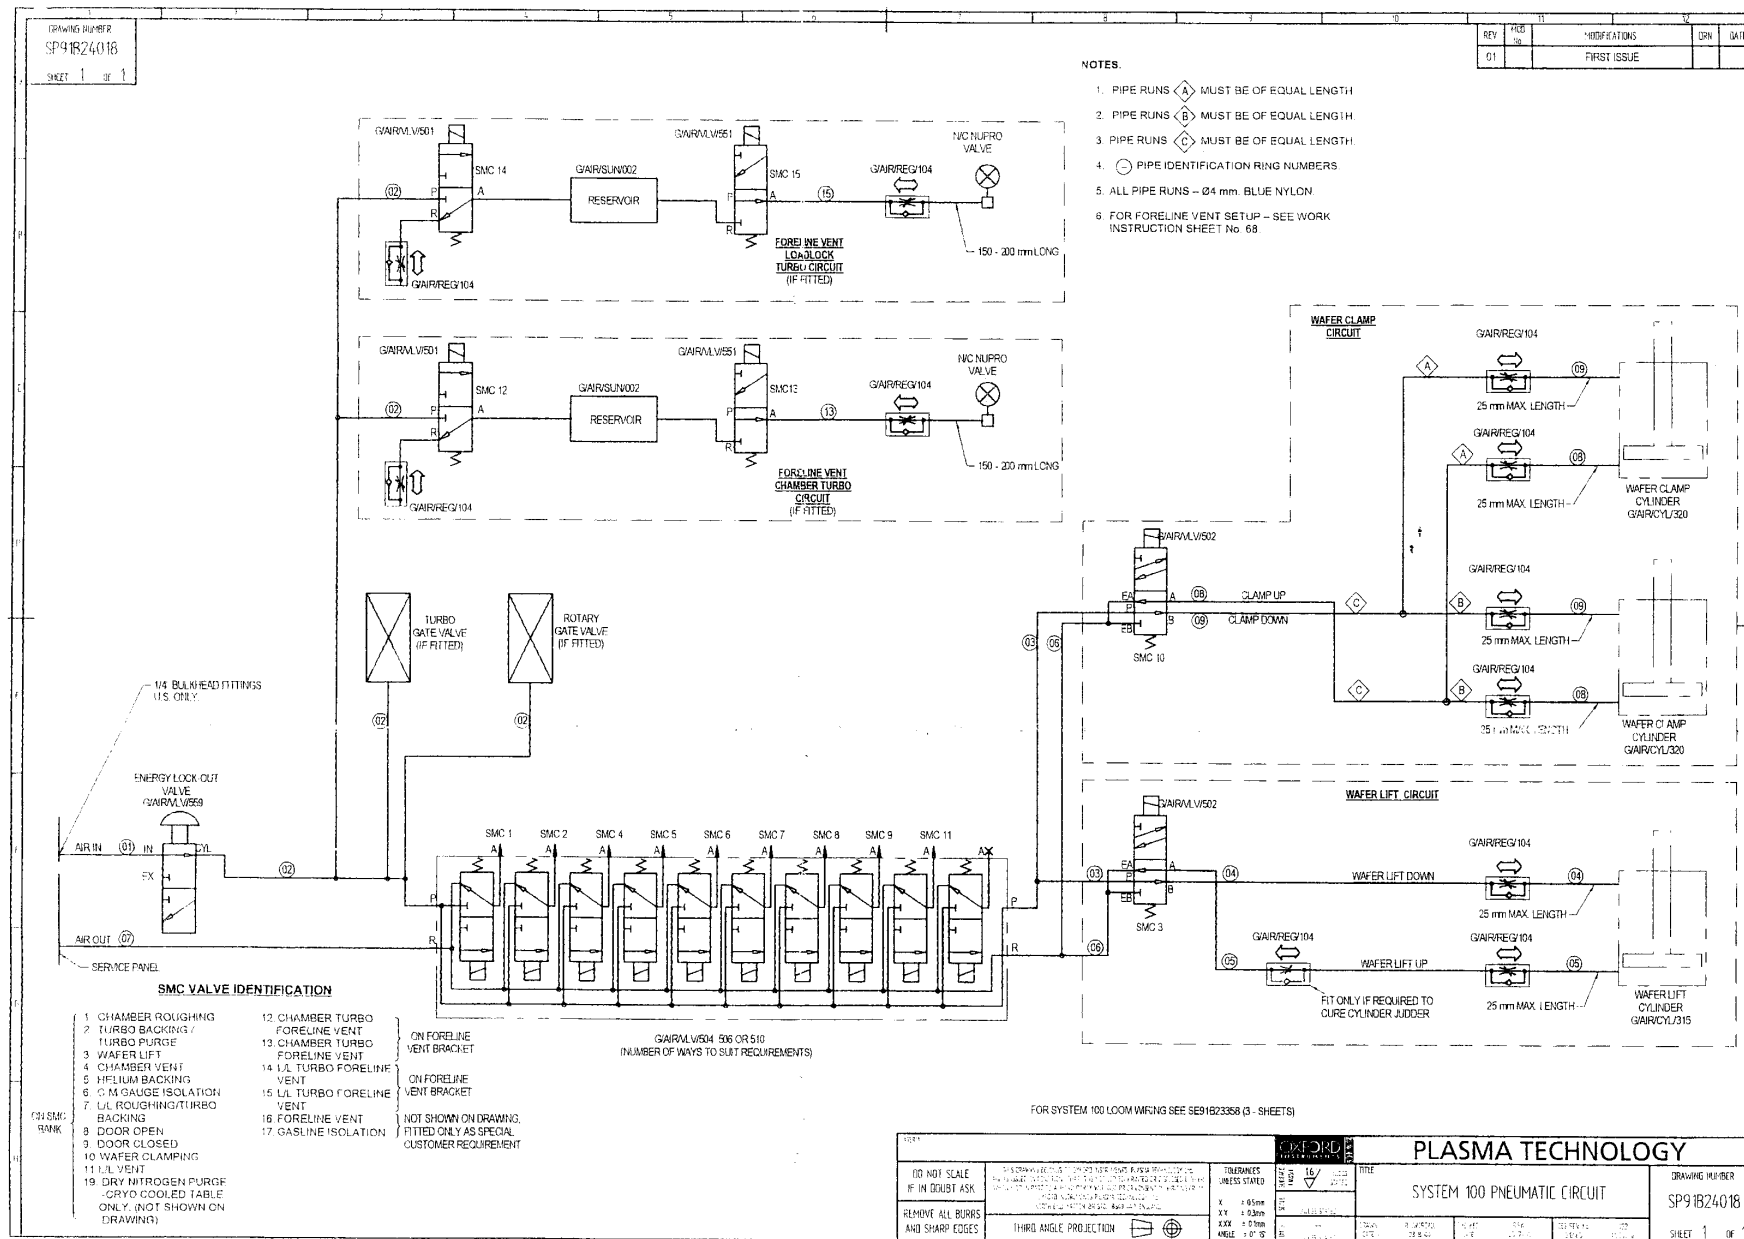 DRAWING NUMBER
SP91B24018
SHEET 1 OF 1
REV
MOD No
MODIFICATIONS
DRN
01
FIRST ISSUE
NOTES.
1. PIPE RUNS A MUST BE OF EQUAL LENGTH
2. PIPE RUNS B MUST BE OF EQUAL LENGTH.
3. PIPE RUNS C MUST BE OF EQUAL LENGTH.
4. PIPE IDENTIFICATION RING NUMBERS
5. ALL PIPE RUNS – Ø4 mm. BLUE NYLON.
6. FOR FORELINE VENT SETUP – SEE WORK
INSTRUCTION SHEET No. 68.
G/AIR/VLV/501
SMC 14
02
P
A
R
G/AIR/REG/104
G/AIR/SUN/002
RESERVOIR
G/AIR/VLV/551
SMC 15
P
A
R
15
G/AIR/REG/104
N/C NUPRO
VALVE
150 - 200 mm LONG
FORELINE VENT
LOADLOCK
TURBO CIRCUIT
(IF FITTED)
G/AIR/VLV/501
SMC 12
02
P
A
R
G/AIR/REG/104
G/AIR/SUN/002
RESERVOIR
G/AIR/VLV/551
SMC13
P
A
R
13
G/AIR/REG/104
N/C NUPRO
VALVE
150 - 200 mm LONG
FORELINE VENT
CHAMBER TURBO
CIRCUIT
(IF FITTED)
WAFER CLAMP
CIRCUIT
G/AIR/REG/104
A
09
25 mm MAX. LENGTH
G/AIR/REG/104
A
08
25 mm MAX. LENGTH
WAFER CLAMP
CYLINDER
G/AIR/CYL/320
G/AIR/VLV/502
EA
P
EB
A
B
SMC 10
08
CLAMP UP
09
CLAMP DOWN
C
B
G/AIR/REG/104
09
25 mm MAX. LENGTH
C
B
G/AIR/REG/104
08
25 mm MAX. LENGTH
WAFER CLAMP
CYLINDER
G/AIR/CYL/320
03
06
TURBO
GATE VALVE
(IF FITTED)
02
ROTARY
GATE VALVE
(IF FITTED)
02
1/4 BULKHEAD FITTINGS
U.S. ONLY.
ENERGY LOCK-OUT
VALVE
G/AIR/VLV/559
AIR IN
01
IN
CYL
EX
02
AIR OUT
07
SERVICE PANEL
SMC 1
SMC 2
SMC 4
SMC 5
SMC 6
SMC 7
SMC 8
SMC 9
SMC 11
A
A
A
A
A
A
A
A
A
A
P
R
P
R
G/AIR/VLV/504 506 OR 510
(NUMBER OF WAYS TO SUIT REQUIREMENTS)
WAFER LIFT CIRCUIT
G/AIR/VLV/502
03
06
EA
P
EB
A
B
SMC 3
04
WAFER LIFT DOWN
G/AIR/REG/104
04
25 mm MAX. LENGTH
05
G/AIR/REG/104
WAFER LIFT UP
FIT ONLY IF REQUIRED TO
CURE CYLINDER JUDDER
G/AIR/REG/104
05
25 mm MAX. LENGTH
WAFER LIFT
CYLINDER
G/AIR/CYL/315
SMC VALVE IDENTIFICATION
ON SMC
BANK
1 CHAMBER ROUGHING
2 TURBO BACKING /
TURBO PURGE
3 WAFER LIFT
4 CHAMBER VENT
5 HELIUM BACKING
6. C M GAUGE ISOLATION
7. L/L ROUGHING/TURBO
BACKING
8 DOOR OPEN
9. DOOR CLOSED
10 WAFER CLAMPING
11 L/L VENT
19. DRY NITROGEN PURGE
-CRYO COOLED TABLE
ONLY. (NOT SHOWN ON
DRAWING)
12. CHAMBER TURBO
FORELINE VENT
13. CHAMBER TURBO
FORELINE VENT
14 L/L TURBO FORELINE
VENT
15 L/L TURBO FORELINE
VENT
16. FORELINE VENT
17. GASLINE ISOLATION
ON FORELINE
VENT BRACKET
ON FORELINE
VENT BRACKET
NOT SHOWN ON DRAWING,
FITTED ONLY AS SPECIAL
CUSTOMER REQUIREMENT
FOR SYSTEM 100 LOOM WIRING SEE SE91B23358 (3 - SHEETS)
DO NOT SCALE
IF IN DOUBT ASK
REMOVE ALL BURRS
AND SHARP EDGES
THIRD ANGLE PROJECTION
TOLERANCES
UNLESS STATED
OXFORD
INSTRUMENTS
PLASMA TECHNOLOGY
TITLE
SYSTEM 100 PNEUMATIC CIRCUIT
DRAWING NUMBER
SP91B24018
SHEET 1 OF